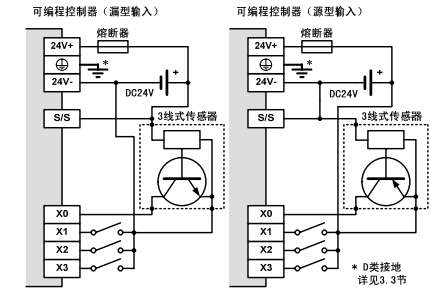 可编程控制器（漏型输入）
24V+
熔断器
*
24V-
+
DC24V
S/S
3线式传感器
X0
X1
X2
X3
可编程控制器（源型输入）
24V+
熔断器
*
24V-
+
DC24V
S/S
3线式传感器
X0
X1
X2
X3
* D类接地
详见3.3节